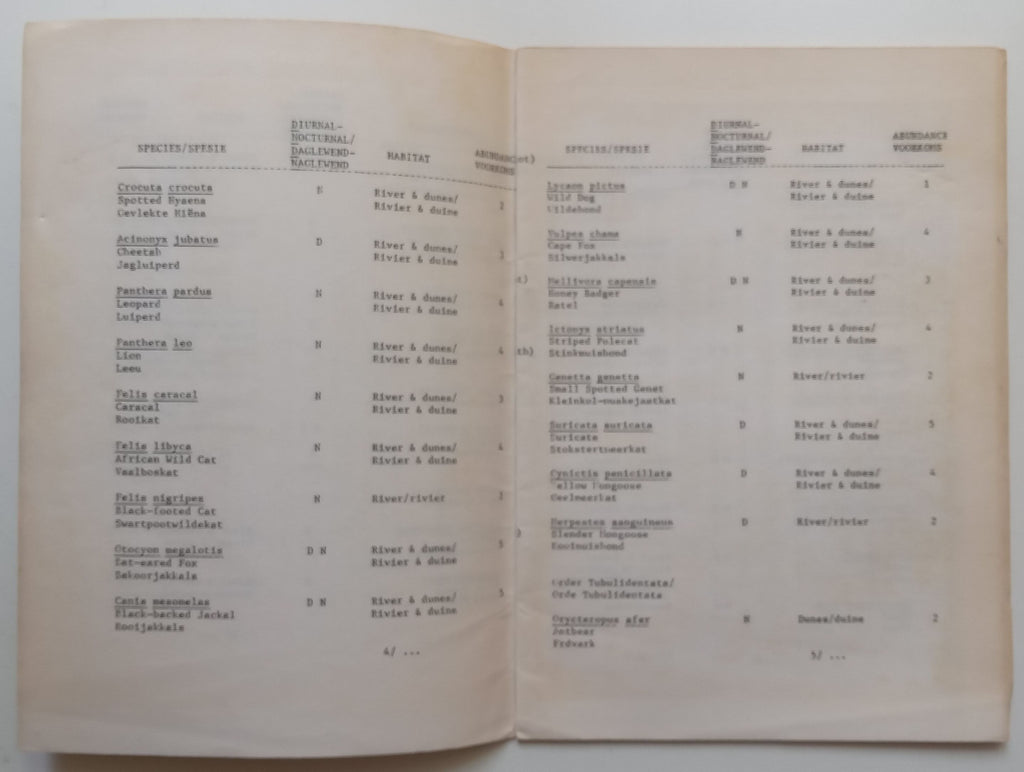 DIURNAL-
NOCTURNAL/
SPECIES/SPESIE DAGLEWEND- HABITAT
NAGLEWEND
Crocuta crocuta N River & dunes/ 2
Spotted Hyaena Rivier & duine
Gevlekte Hiëna
Acinonyx jubatus D River & dunes/ 3
Cheetah Rivier & duine
Jagluiperd
Panthera pardus N River & dunes/ 4
Leopard Rivier & duine
Luiperd
Panthera leo N River & dunes/ 4
Lion Rivier & duine
Leeu
Felis caracal N River & dunes/ 3
Caracal Rivier & duine
Rooikat
Felis libyca N River & dunes/ 4
African Wild Cat Rivier & duine
Vaalboskat
Felis nigripes N River/rivier
Black-footed Cat
Swartpootwildekat
Otocyon megalotis D N River & dunes/
Bat-eared Fox Rivier & duine
Bakoorjakkals
Canis mesomelas D N River & dunes/ 5
Black-backed Jackal Rivier & duine
Rooijakkals
4/ ...
DIURNAL-
NOCTURNAL/ ABUNDANCE
SPECIES/SPESIE DAGLEWEND- HABITAT VOORKOMS
NAGLEWEND
Lycaon pictus D N River & dunes/ 1
Wild Dog Rivier & duine
Wildehond
Vulpes chama N River & dunes/ 4
Cape Fox Rivier & duine
Silwerjakkals
Mellivora capensis D N River & dunes/ 3
Honey Badger Rivier & duine
Ratel
Ictonyx striatus N River & dunes/ 4
Striped Polecat Rivier & duine
Stinkmuishond
Genetta genetta N River/rivier 2
Small Spotted Genet
Kleinkol-muskejaatkat
Suricata suricata D River & dunes/ 5
Suricate Rivier & duine
Stokstertmeerkat
Cynictis penicillata D River & dunes/ 4
Yellow Mongoose Rivier & duine
Geelmeerkat
Herpestes sanguineus D River/rivier 2
Slender Mongoose
Rooimuishond
Order Tubulidentata/
Orde Tubulidentata
Orycteropus afer N Dunes/duine 2
Antbear
Erdvark
5/ ...